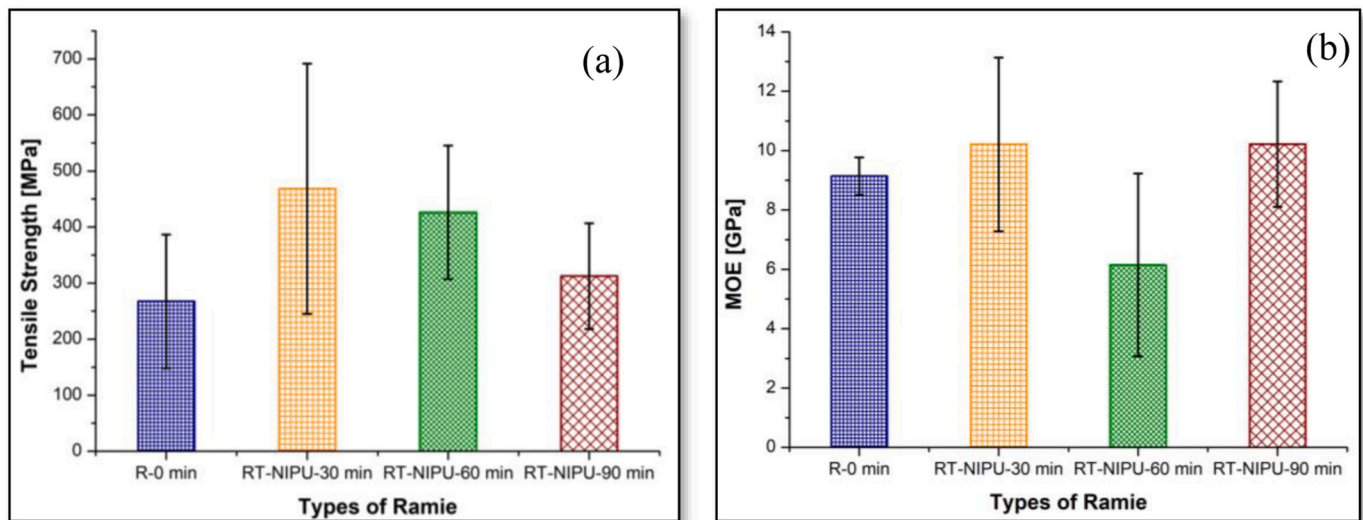 (a)
Tensile Strength [MPa]
700
600
500
400
300
200
100
0
R-0 min RT-NIPU-30 min RT-NIPU-60 min RT-NIPU-90 min
Types of Ramie
(b)
MOE [GPa]
14
12
10
8
6
4
2
0
R-0 min RT-NIPU-30 min RT-NIPU-60 min RT-NIPU-90 min
Types of Ramie